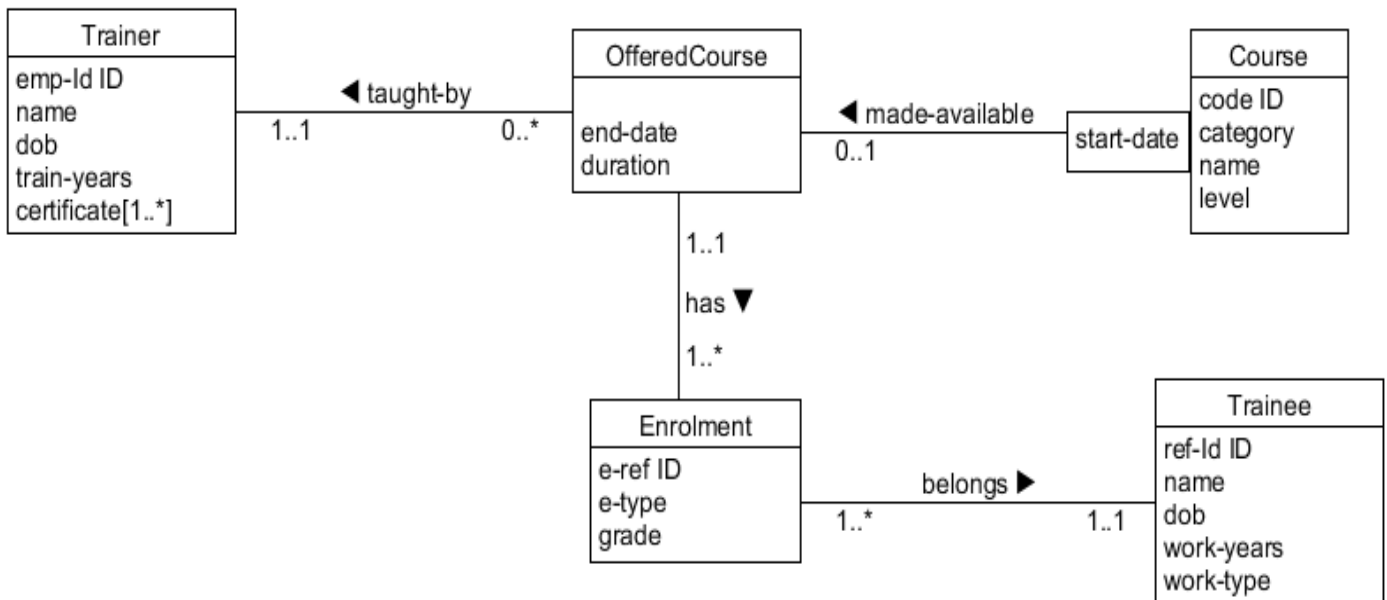 Trainer
emp-Id ID
name
dob
train-years
certificate[1..*]
◀ taught-by
1..1
0..*
OfferedCourse
end-date
duration
◀ made-available
0..1
start-date
Course
code ID
category
name
level
1..1
has ▼
1..*
Enrolment
e-ref ID
e-type
grade
belongs ▶
1..*
1..1
Trainee
ref-Id ID
name
dob
work-years
work-type